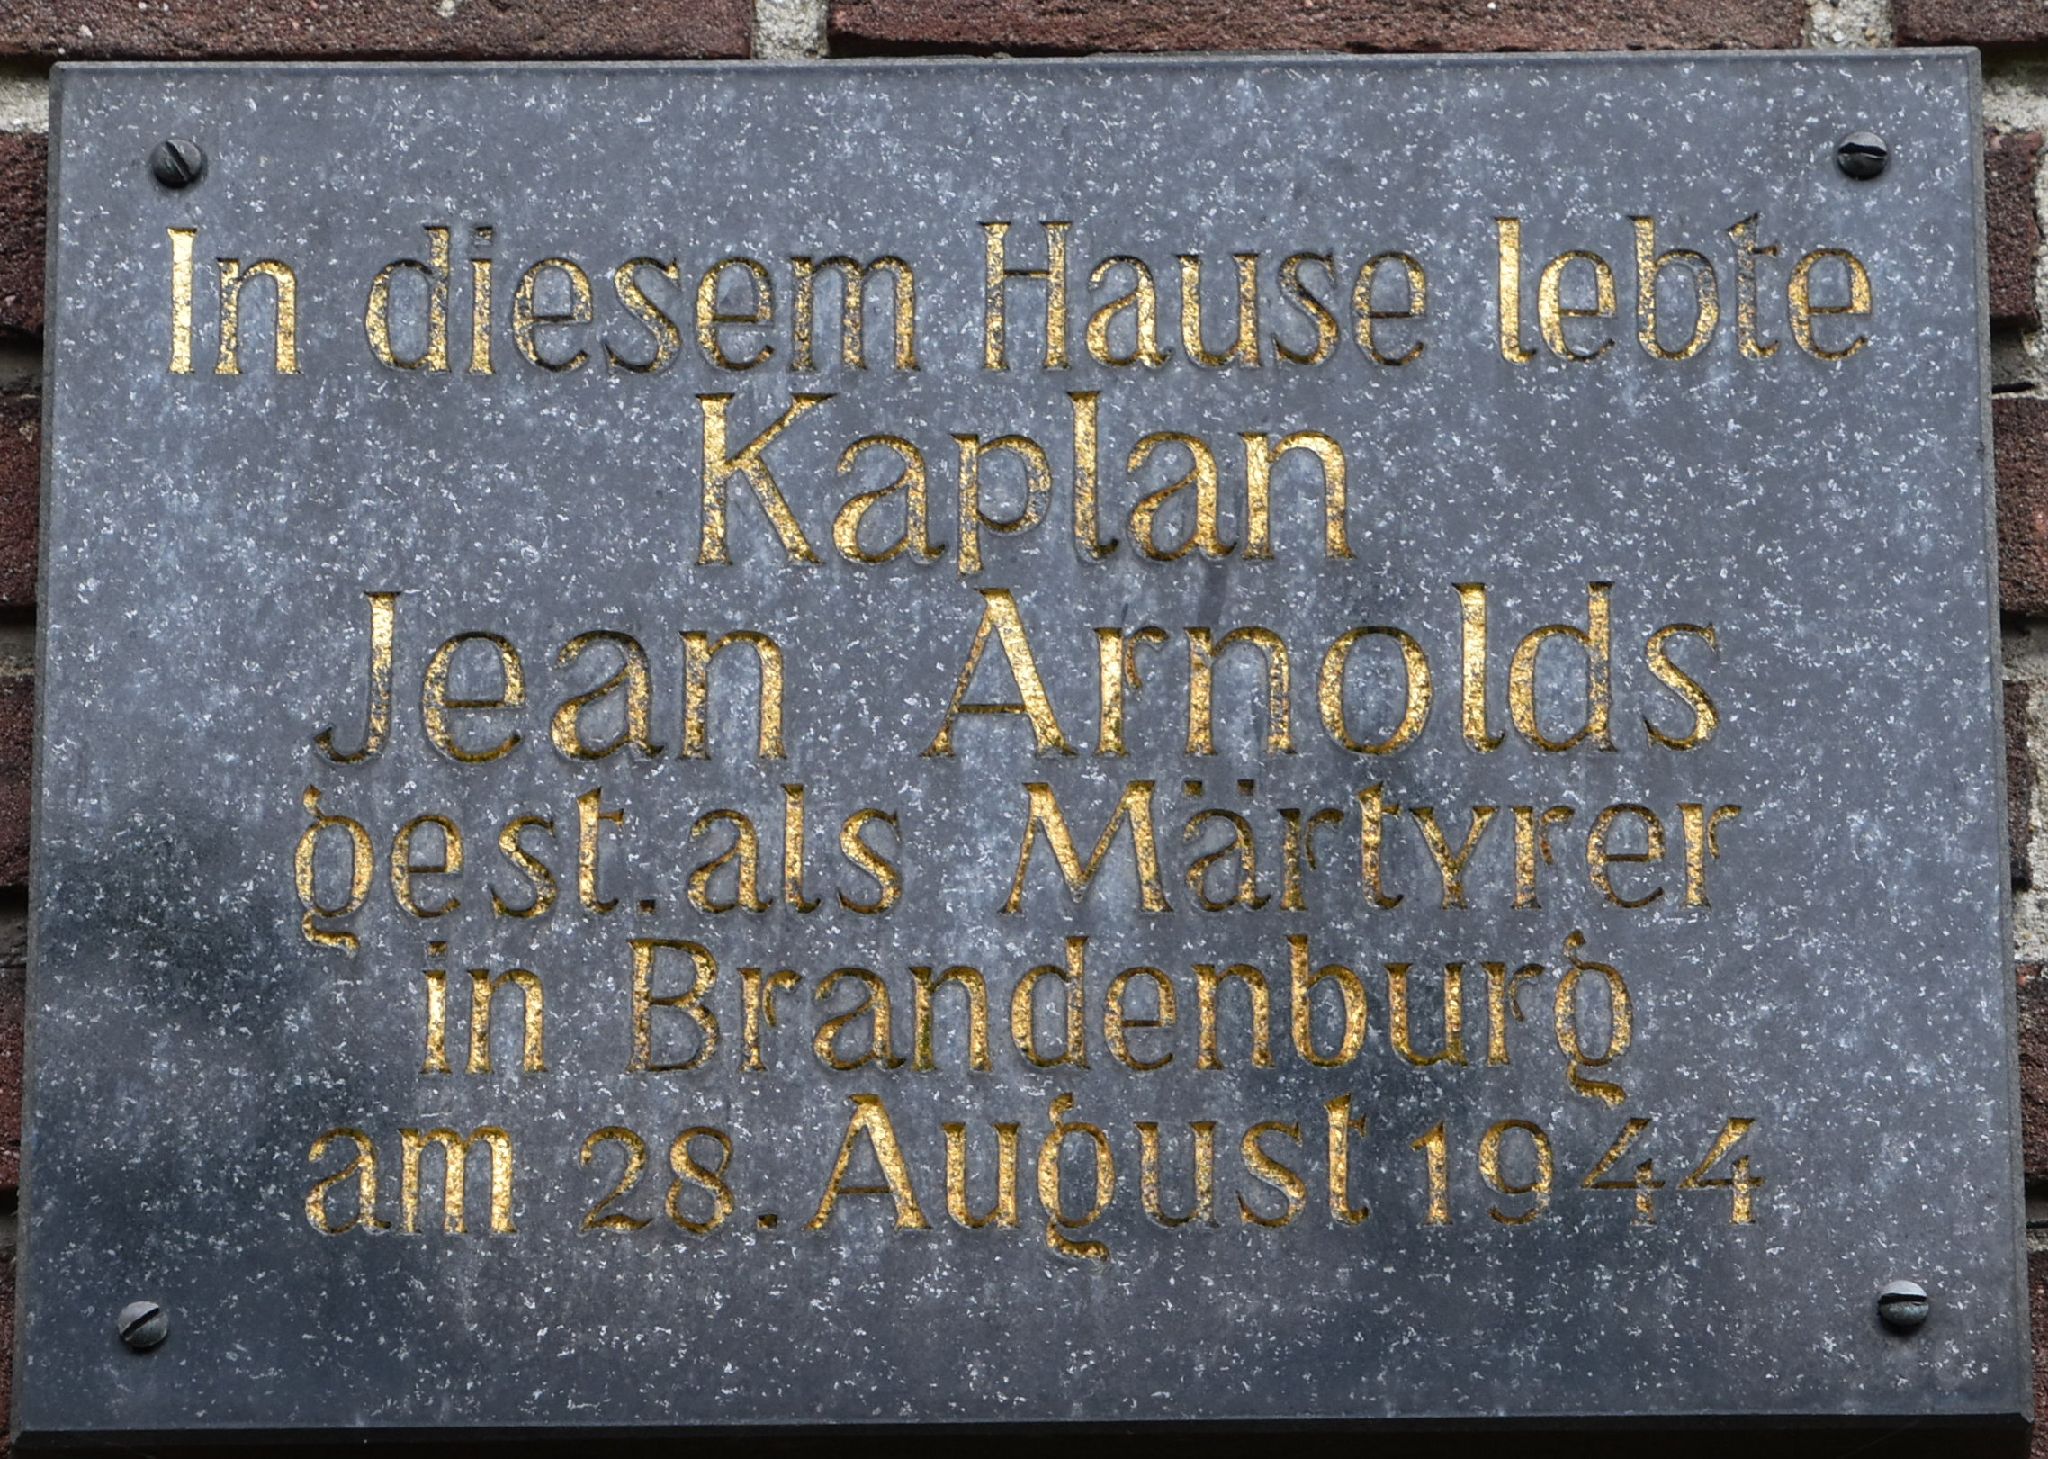 In diesem Hause lebte
Kaplan
Jean Arnolds
gest. als Märtyrer
in Brandenburg
am 28. August 1944